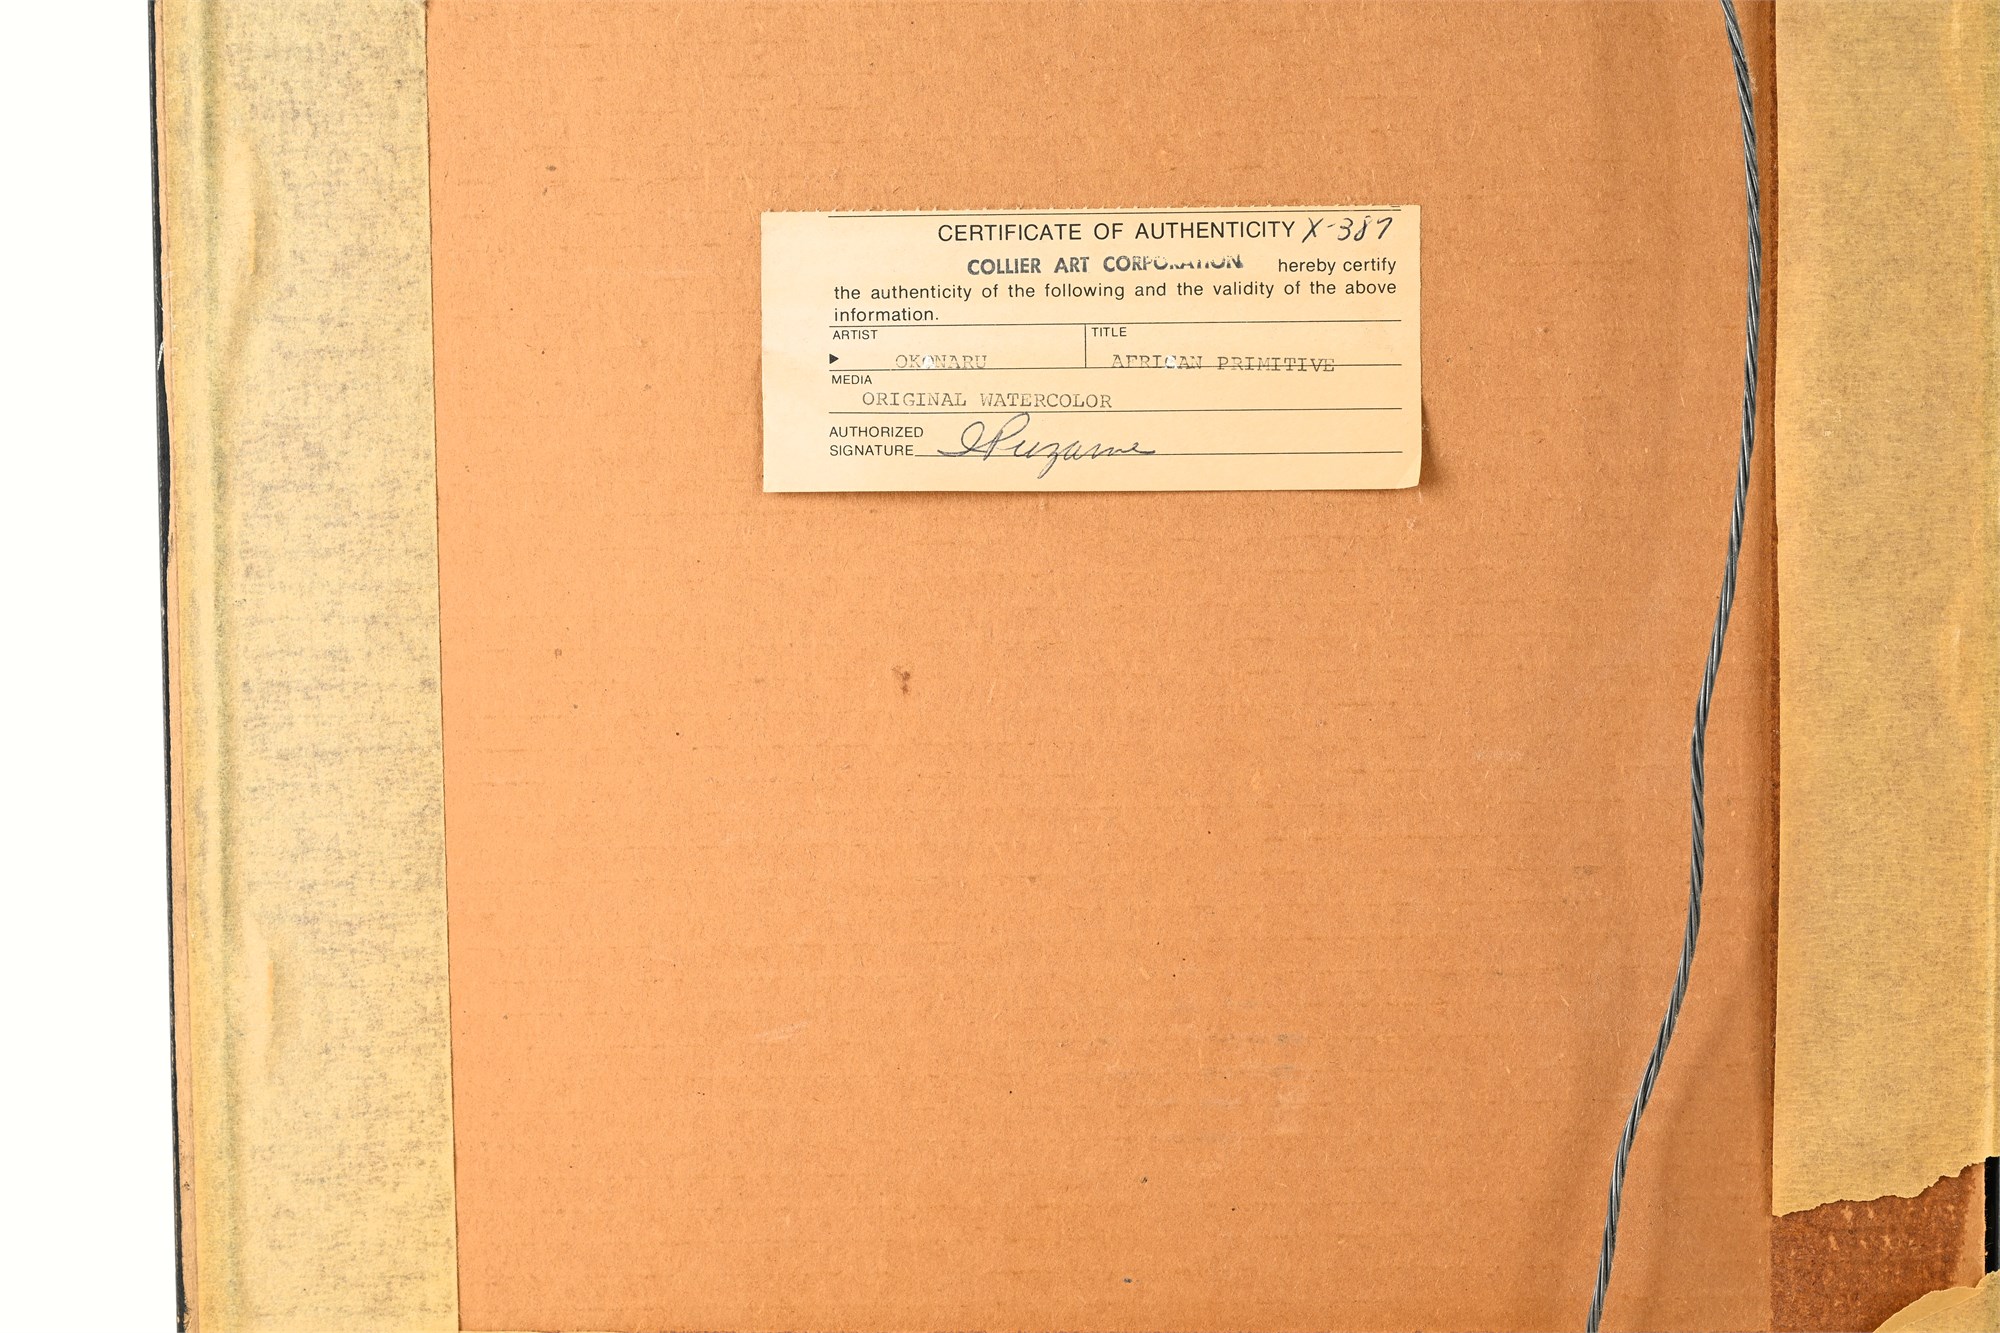 CERTIFICATE OF AUTHENTICITY X-387
COLLIER ART CORPORATION hereby certify
the authenticity of the following and the validity of the above
information.
ARTIST TITLE
OKONARU AFRICAN PRIMITIVE
MEDIA
ORIGINAL WATERCOLOR
AUTHORIZED
SIGNATURE